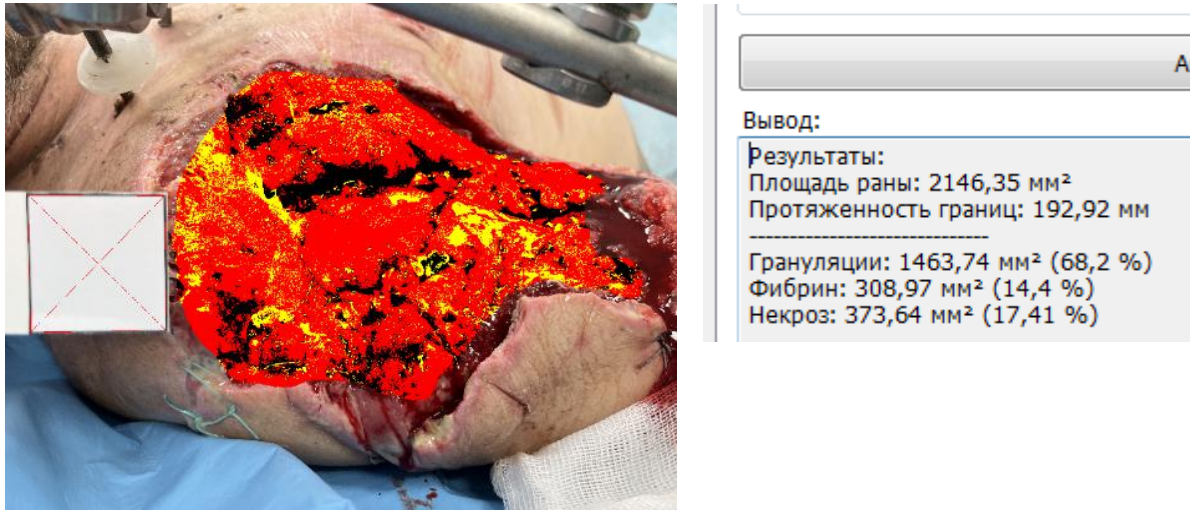 А
Вывод:
Результаты:
Площадь раны: 2146,35 мм²
Протяженность границ: 192,92 мм
------------------------------
Грануляции: 1463,74 мм² (68,2 %)
Фибрин: 308,97 мм² (14,4 %)
Некроз: 373,64 мм² (17,41 %)